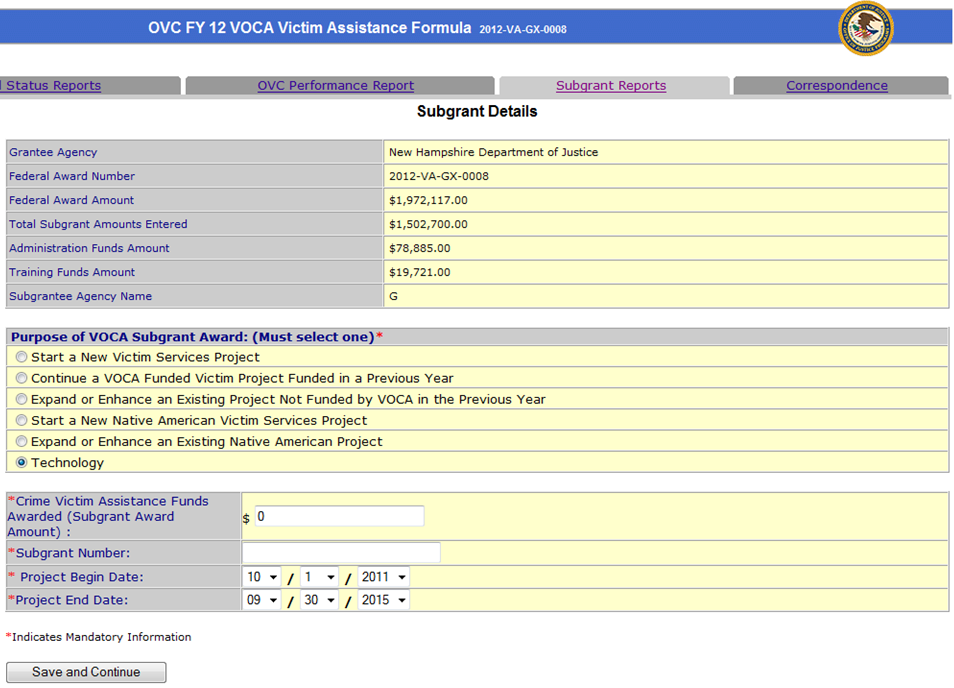 OVC FY 12 VOCA Victim Assistance Formula 2012-VA-GX-0008
Status Reports OVC Performance Report Subgrant Reports Correspondence
Subgrant Details
Grantee Agency New Hampshire Department of Justice
Federal Award Number 2012-VA-GX-0008
Federal Award Amount $1,972,117.00
Total Subgrant Amounts Entered $1,502,700.00
Administration Funds Amount $78,885.00
Training Funds Amount $19,721.00
Subgrantee Agency Name G
Purpose of VOCA Subgrant Award: (Must select one)*
Start a New Victim Services Project
Continue a VOCA Funded Victim Project Funded in a Previous Year
Expand or Enhance an Existing Project Not Funded by VOCA in the Previous Year
Start a New Native American Victim Services Project
Expand or Enhance an Existing Native American Project
Technology
*Crime Victim Assistance Funds
Awarded (Subgrant Award
Amount) :
$ 0
*Subgrant Number:
* Project Begin Date: 10 / 1 / 2011
*Project End Date: 09 / 30 / 2015
*Indicates Mandatory Information
Save and Continue